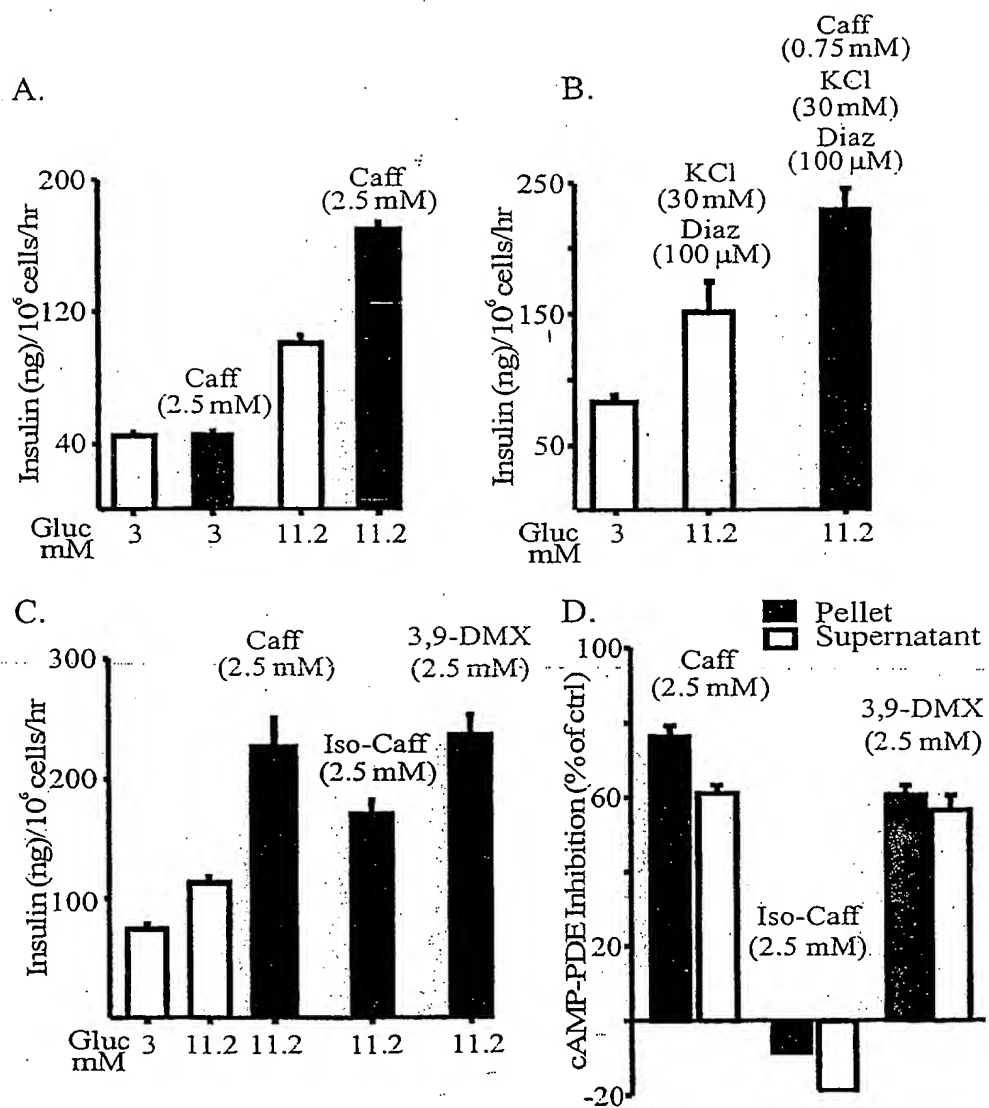 A.
Insulin (ng)/10⁶ cells/hr
200
120
40
Caff
(2.5 mM)
Caff
(2.5 mM)
Gluc
mM
3
3
11.2
11.2
B.
Insulin (ng)/10⁶ cells/hr
250
150
50
KCl
(30 mM)
Diaz
(100 µM)
Caff
(0.75 mM)
KCl
(30 mM)
Diaz
(100 µM)
Gluc
mM
3
11.2
11.2
C.
Insulin (ng)/10⁶ cells/hr
300
200
100
Caff
(2.5 mM)
Iso-Caff
(2.5 mM)
3,9-DMX
(2.5 mM)
Gluc
mM
3
11.2
11.2
11.2
11.2
D.
Pellet
Supernatant
cAMP-PDE Inhibition (% of ctrl)
100
60
20
-20
Caff
(2.5 mM)
Iso-Caff
(2.5 mM)
3,9-DMX
(2.5 mM)